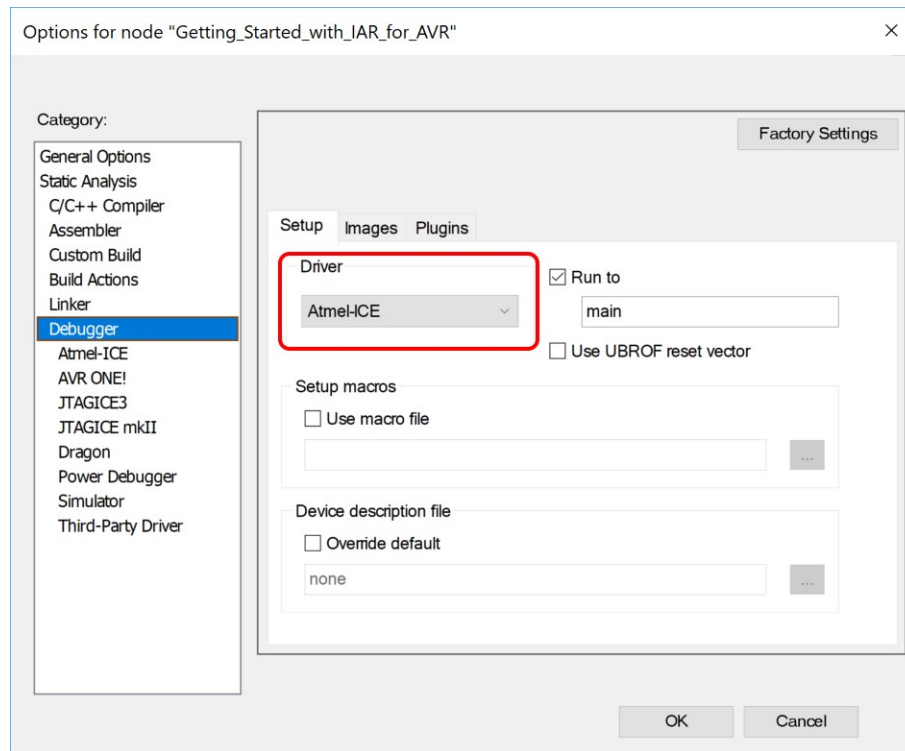 Options for node "Getting_Started_with_IAR_for_AVR"
Category:
General Options
Static Analysis
C/C++ Compiler
Assembler
Custom Build
Build Actions
Linker
Debugger
Atmel-ICE
AVR ONE!
JTAGICE3
JTAGICE mkII
Dragon
Power Debugger
Simulator
Third-Party Driver
Factory Settings
Setup Images Plugins
Driver
Atmel-ICE
Run to
main
Use UBROF reset vector
Setup macros
Use macro file
...
Device description file
Override default
none
...
OK Cancel